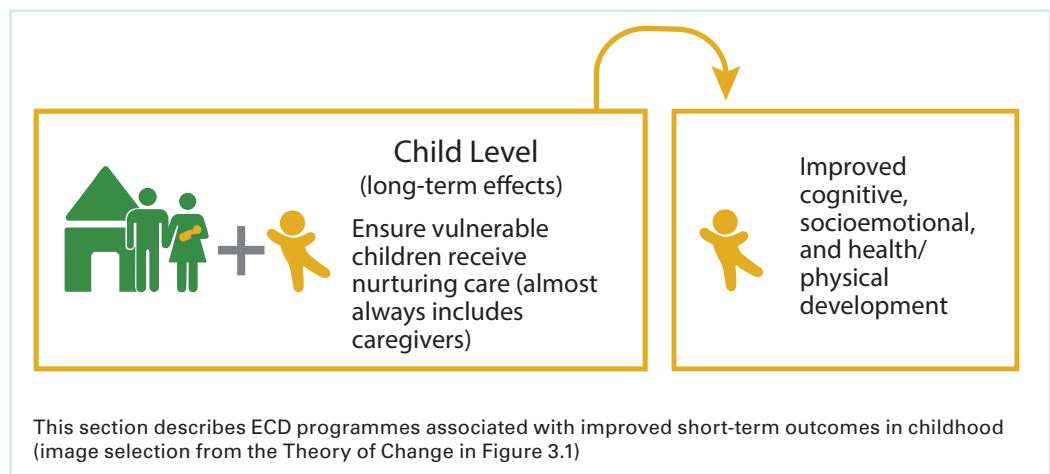 Child Level
(long-term effects)
Ensure vulnerable
children receive
nurturing care (almost
always includes
caregivers)
Improved
cognitive,
socioemotional,
and health/
physical
development
This section describes ECD programmes associated with improved short-term outcomes in childhood
(image selection from the Theory of Change in Figure 3.1)